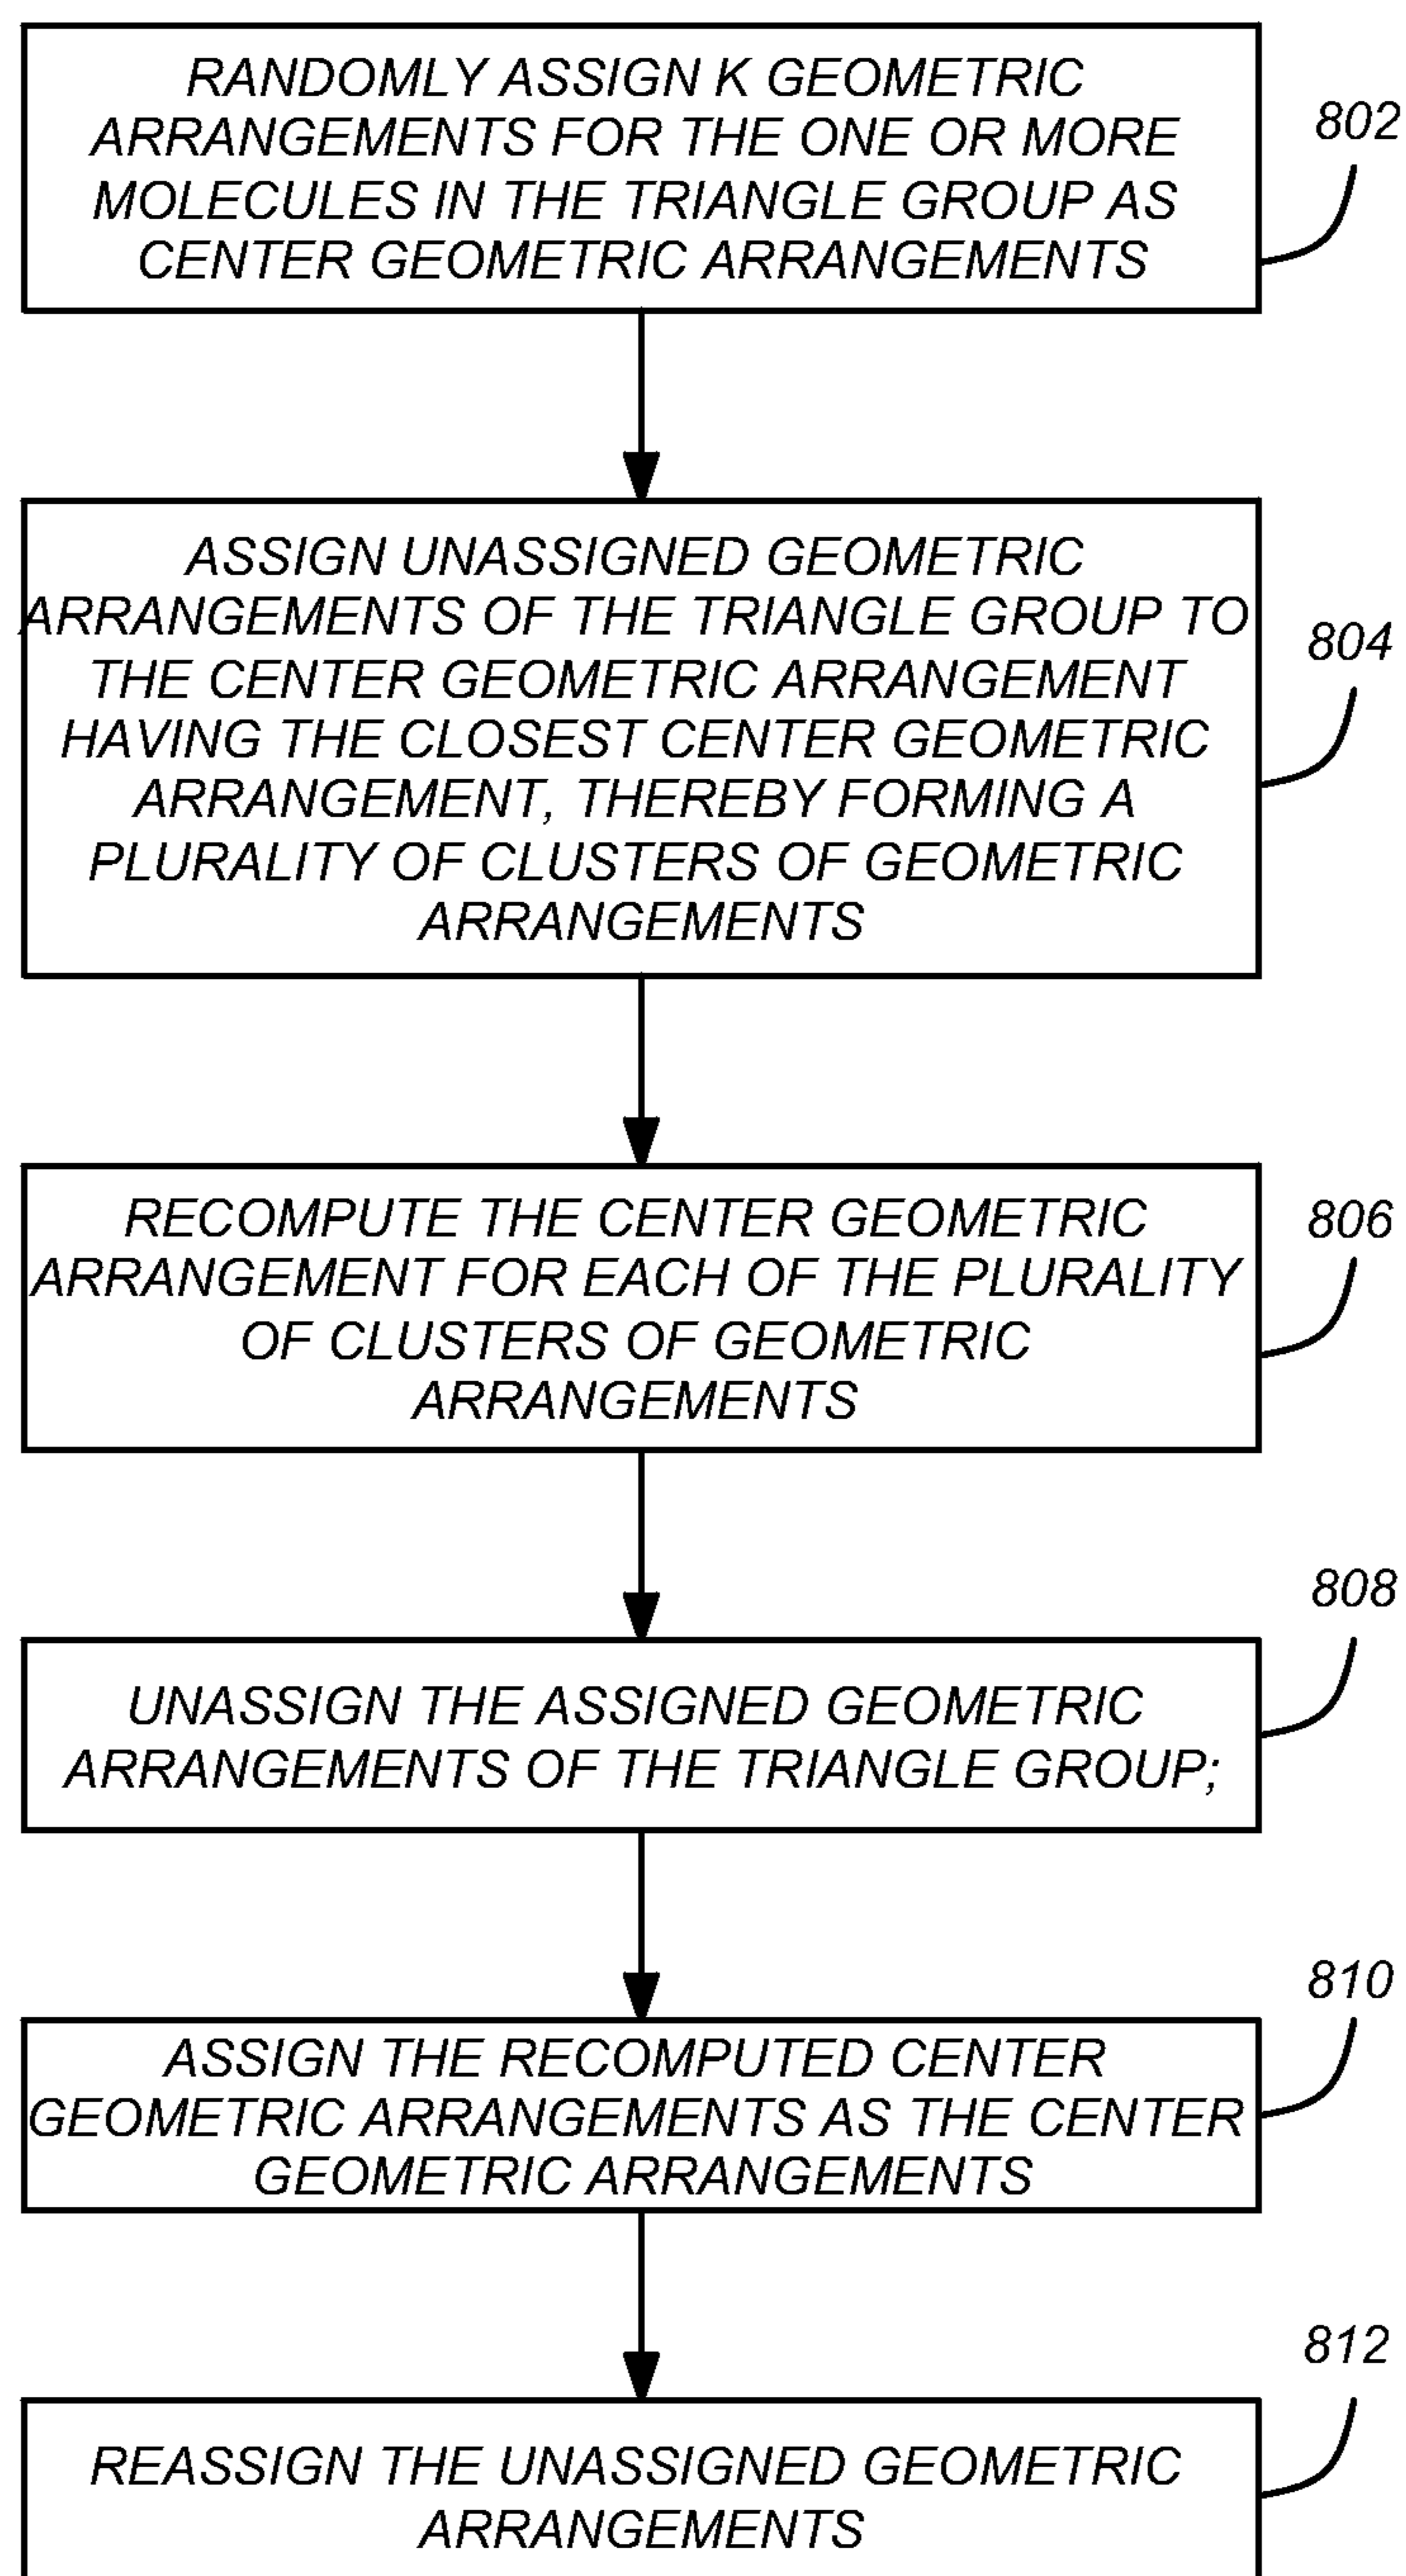 RANDOMLY ASSIGN K GEOMETRIC
ARRANGEMENTS FOR THE ONE OR MORE
MOLECULES IN THE TRIANGLE GROUP AS
CENTER GEOMETRIC ARRANGEMENTS
802
ASSIGN UNASSIGNED GEOMETRIC
ARRANGEMENTS OF THE TRIANGLE GROUP TO
THE CENTER GEOMETRIC ARRANGEMENT
HAVING THE CLOSEST CENTER GEOMETRIC
ARRANGEMENT, THEREBY FORMING A
PLURALITY OF CLUSTERS OF GEOMETRIC
ARRANGEMENTS
804
RECOMPUTE THE CENTER GEOMETRIC
ARRANGEMENT FOR EACH OF THE PLURALITY
OF CLUSTERS OF GEOMETRIC
ARRANGEMENTS
806
UNASSIGN THE ASSIGNED GEOMETRIC
ARRANGEMENTS OF THE TRIANGLE GROUP;
808
ASSIGN THE RECOMPUTED CENTER
GEOMETRIC ARRANGEMENTS AS THE CENTER
GEOMETRIC ARRANGEMENTS
810
REASSIGN THE UNASSIGNED GEOMETRIC
ARRANGEMENTS
812